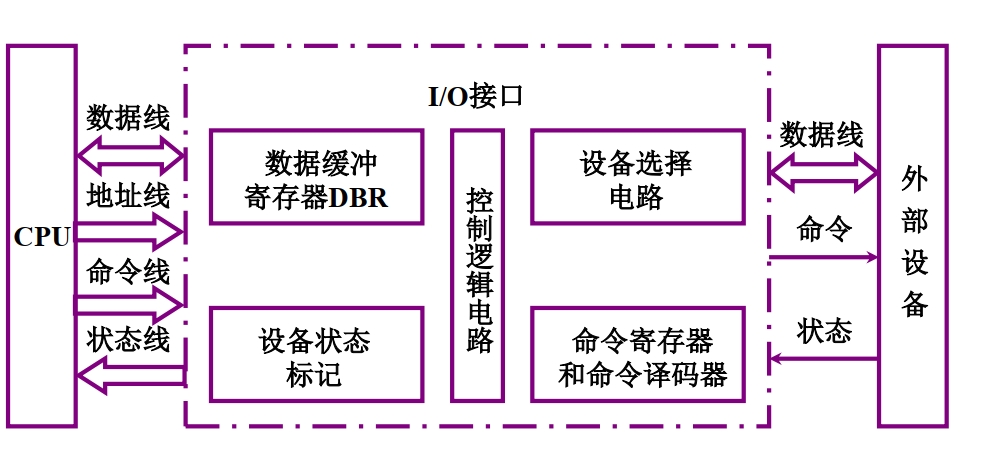 I/O接口
CPU
数据线
地址线
命令线
状态线
数据缓冲
寄存器DBR
设备状态
标记
控制逻辑电路
设备选择
电路
命令寄存器
和命令译码器
数据线
命令
状态
外部设备